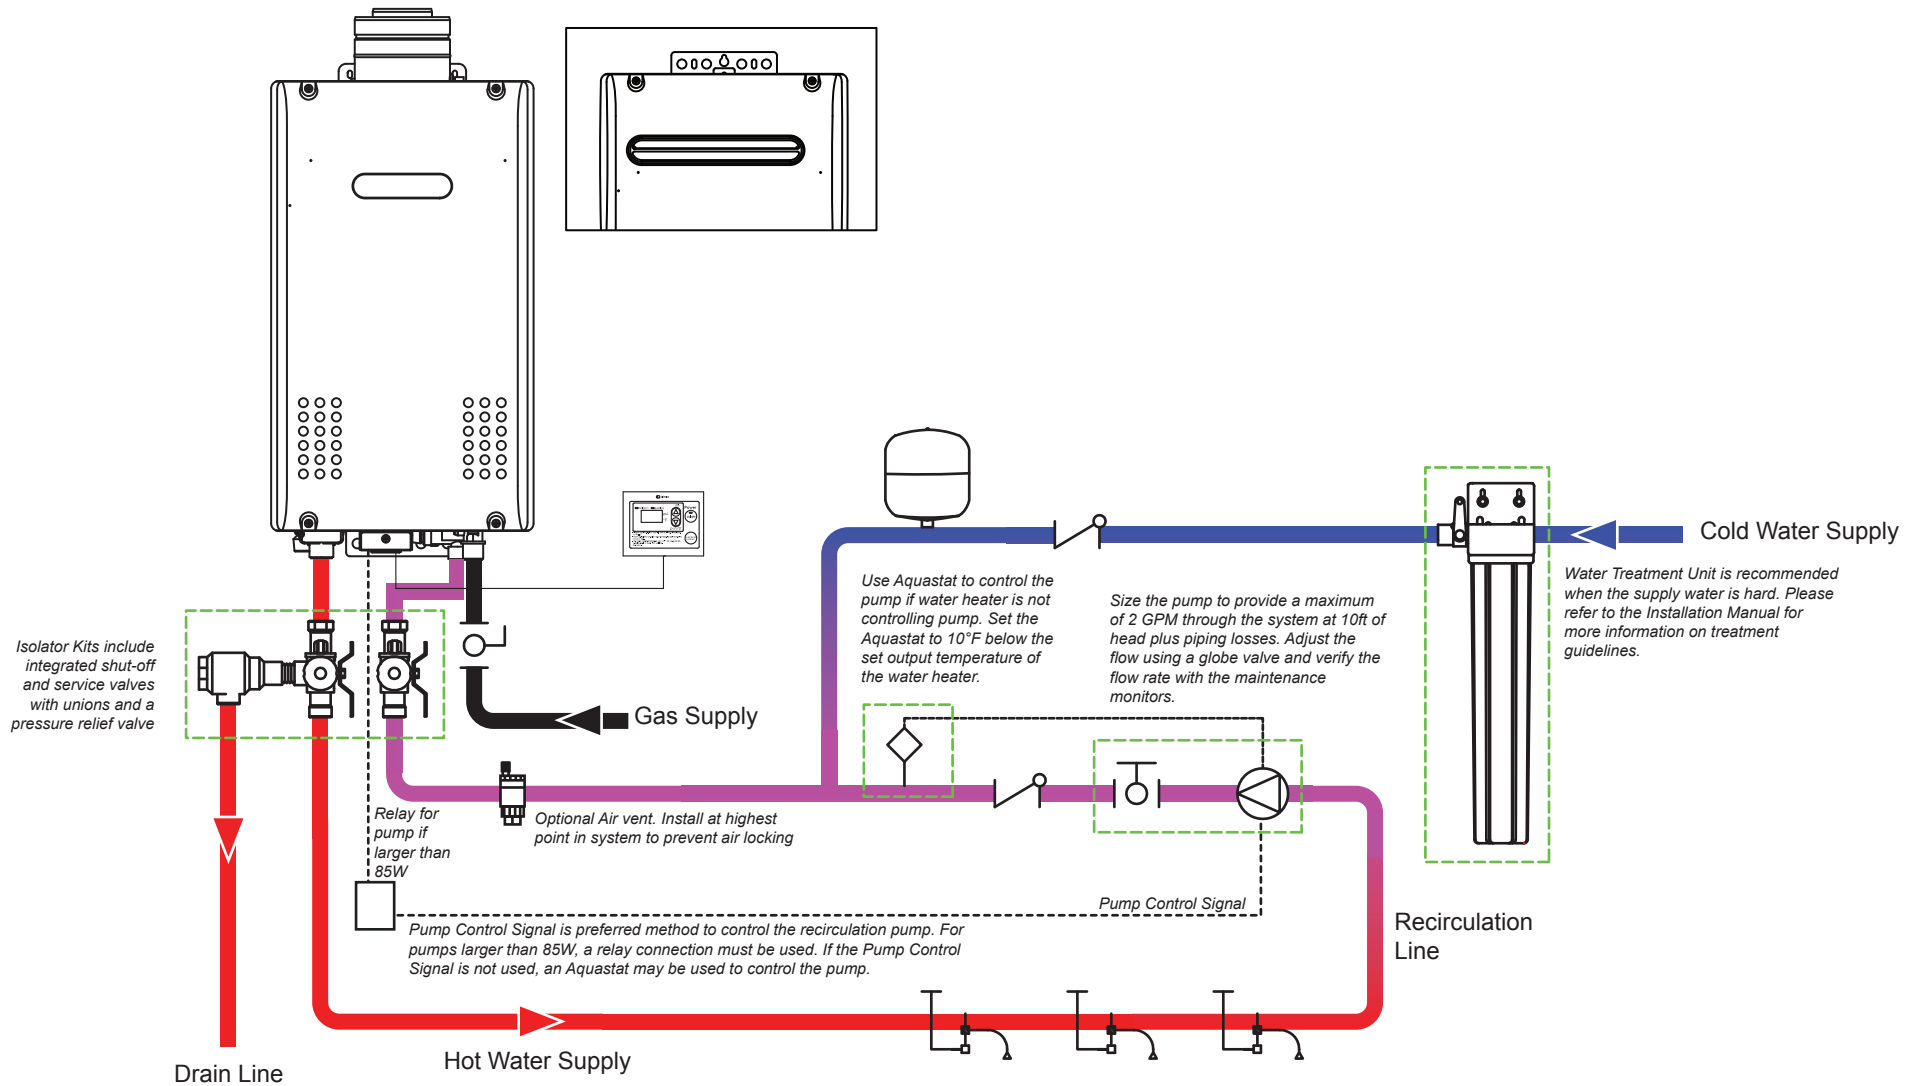 Cold Water Supply
Water Treatment Unit is recommended
when the supply water is hard. Please
refer to the Installation Manual for
more information on treatment
guidelines.
Use Aquastat to control the
pump if water heater is not
controlling pump. Set the
Aquastat to 10°F below the
set output temperature of
the water heater.
Size the pump to provide a maximum
of 2 GPM through the system at 10ft of
head plus piping losses. Adjust the
flow using a globe valve and verify the
flow rate with the maintenance
monitors.
Isolator Kits include
integrated shut-off
and service valves
with unions and a
pressure relief valve
Gas Supply
Relay for
pump if
larger than
85W
Optional Air vent. Install at highest
point in system to prevent air locking
Pump Control Signal
Pump Control Signal is preferred method to control the recirculation pump. For
pumps larger than 85W, a relay connection must be used. If the Pump Control
Signal is not used, an Aquastat may be used to control the pump.
Recirculation
Line
Hot Water Supply
Drain Line